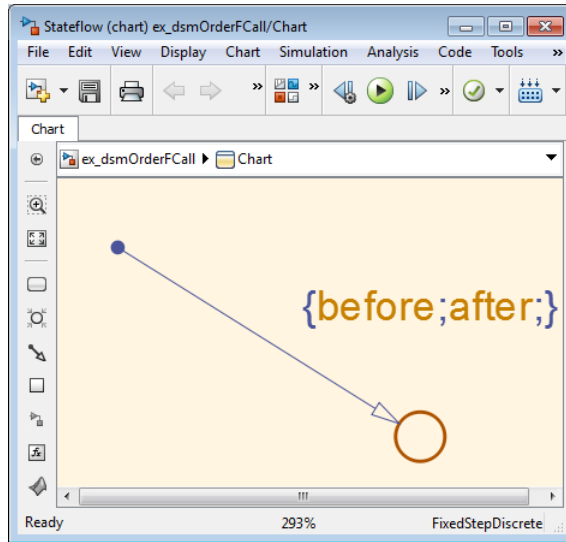 Stateflow (chart) ex_dsmOrderFCall/Chart
File Edit View Display Chart Simulation Analysis Code Tools »
» » »
Chart
ex_dsmOrderFCall Chart
{before;after;}
fx
Ready 293% FixedStepDiscrete